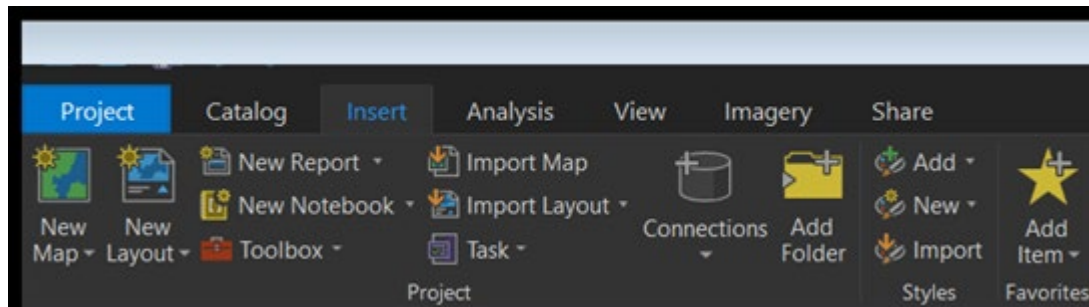 Project Catalog Insert Analysis View Imagery Share
New Map
New Layout
New Report
New Notebook
Toolbox
Import Map
Import Layout
Task
Connections
Add Folder
Project
Add
New
Import
Styles
Add Item
Favorites